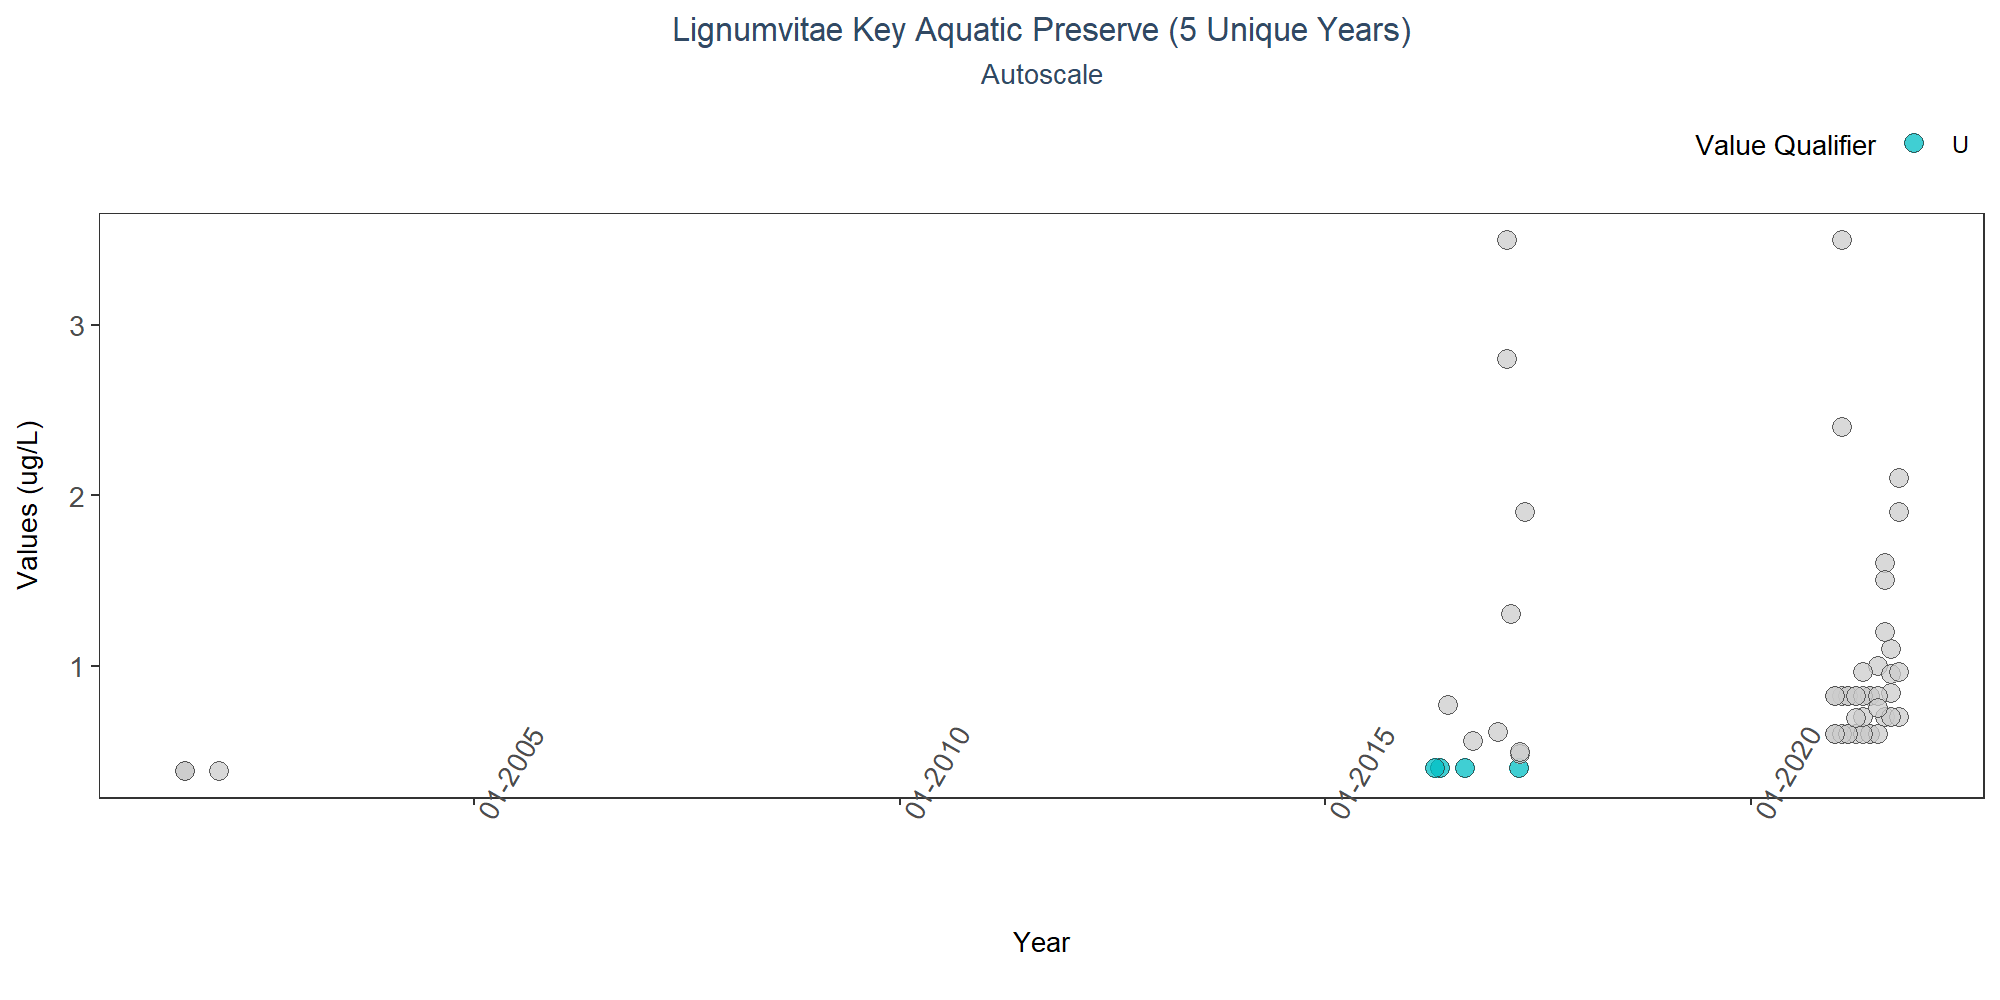 Lignumvitae Key Aquatic Preserve (5 Unique Years)
Autoscale
Value Qualifier U
Values (ug/L)
3
2
1
01-2005
01-2010
01-2015
01-2020
Year